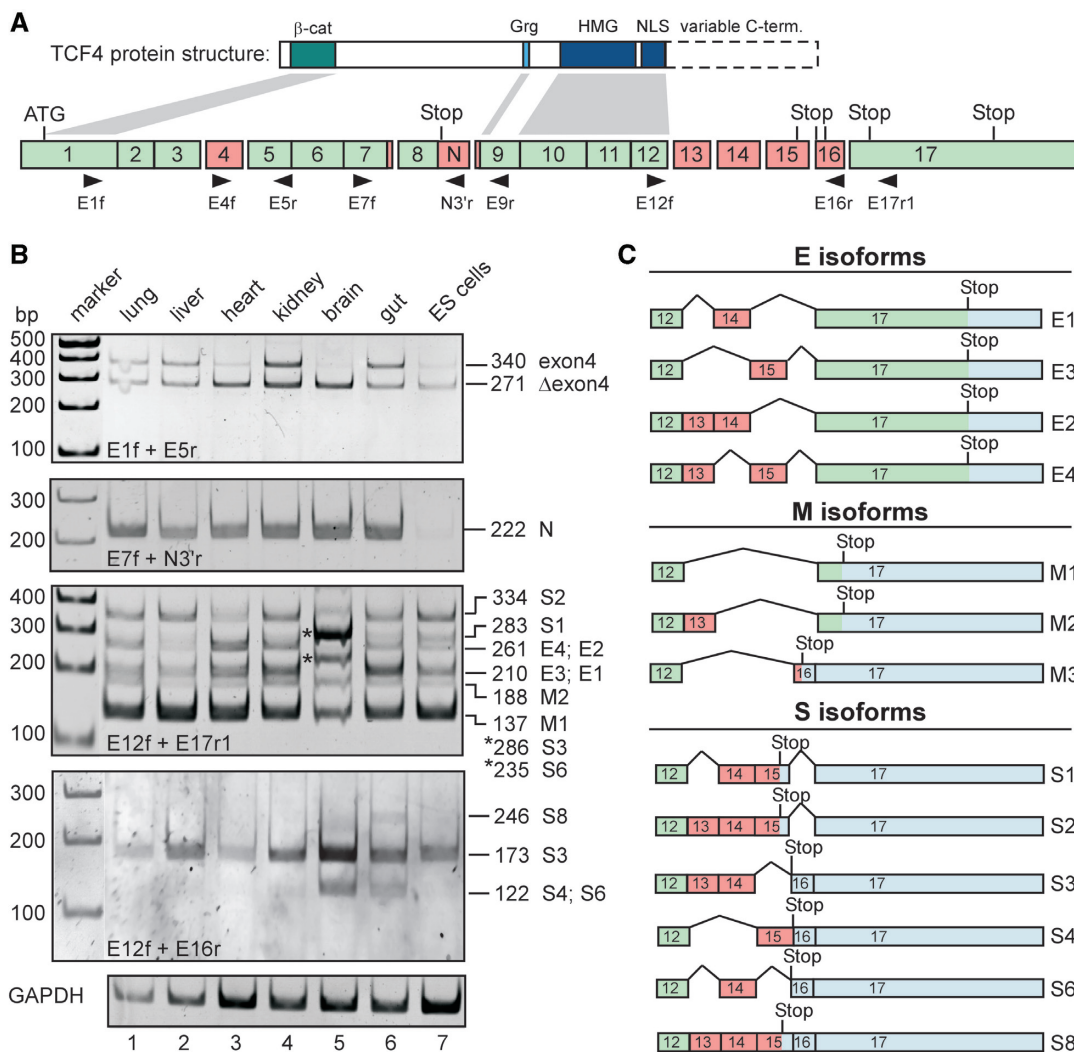 A
β-cat Grg HMG NLS variable C-term.
TCF4 protein structure:
ATG Stop Stop Stop Stop Stop
1 2 3 4 5 6 7 8 N 9 10 11 12 13 14 15 16 17
E1f E4f E5r E7f N3'r E9r E12f E16r E17r1
B
bp marker lung liver heart kidney brain gut ES cells
500
400
300
200
100
340 exon4
271 Δexon4
E1f + E5r
300
200
222 N
E7f + N3'r
400
300
200
100
*
*
334 S2
283 S1
261 E4; E2
210 E3; E1
188 M2
137 M1
*286 S3
*235 S6
E12f + E17r1
300
200
100
246 S8
173 S3
122 S4; S6
E12f + E16r
GAPDH
1 2 3 4 5 6 7
C
E isoforms
Stop
12 14 17 E1
Stop
12 15 17 E3
Stop
12 13 14 17 E2
Stop
12 13 15 17 E4
M isoforms
Stop
12 17 M1
Stop
12 13 17 M2
Stop
12 16 17 M3
S isoforms
Stop
12 14 15 17 S1
Stop
12 13 14 15 17 S2
Stop
12 13 14 16 17 S3
Stop
12 15 16 17 S4
Stop
12 14 16 17 S6
Stop
12 13 14 15 16 17 S8